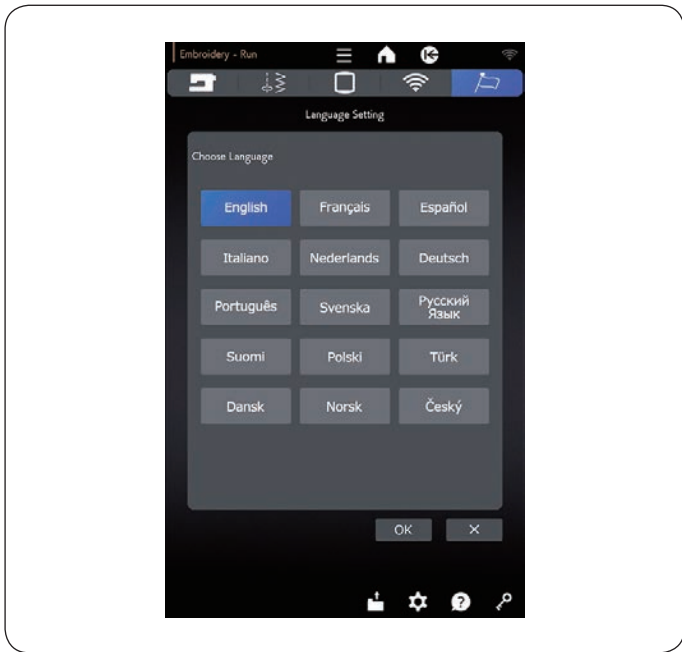 Embroidery - Run
Language Setting
Choose Language
English Français Español
Italiano Nederlands Deutsch
Português Svenska Русский
Язык
Suomi Polski Türk
Dansk Norsk Český
OK